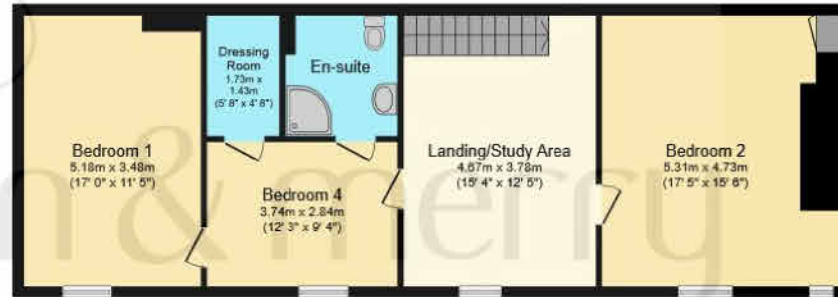 Dressing
Room
1.73m x
1.43m
(5' 8" x 4' 8")
En-suite
Bedroom 1
5.18m x 3.48m
(17' 0" x 11' 5")
Bedroom 4
3.74m x 2.84m
(12' 3" x 9' 4")
Landing/Study Area
4.67m x 3.78m
(15' 4" x 12' 5")
Bedroom 2
5.31m x 4.73m
(17' 5" x 15' 6")
n & merry